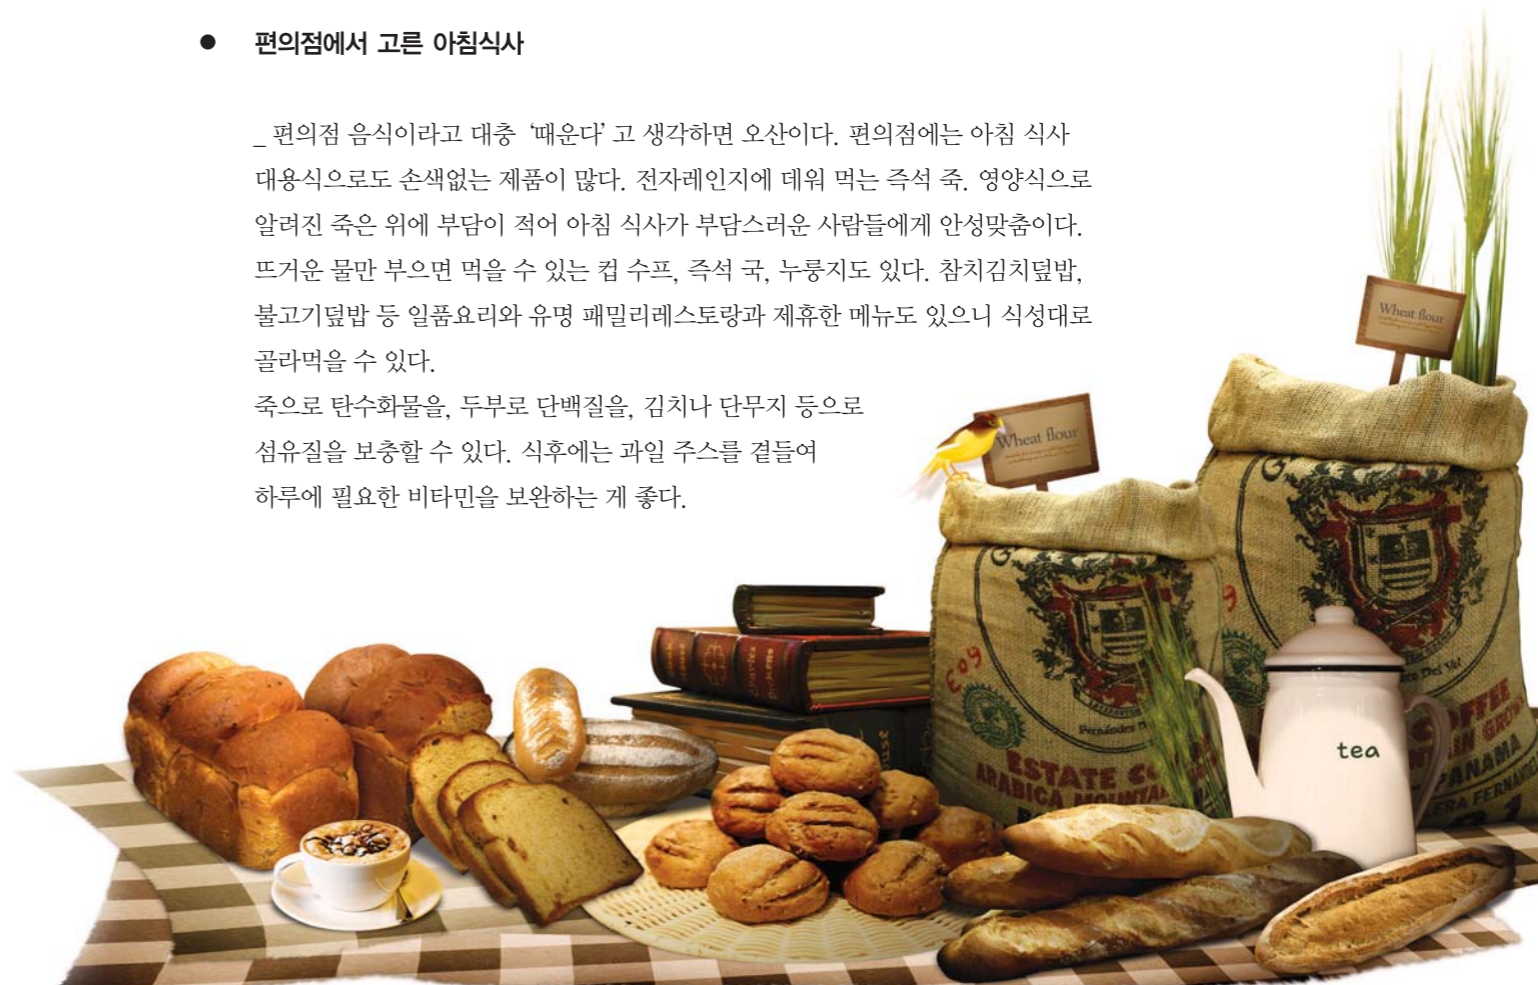 ● 편의점에서 고른 아침식사
_ 편의점 음식이라고 대충 ‘때운다’ 고 생각하면 오산이다. 편의점에는 아침 식사
대용식으로도 손색없는 제품이 많다. 전자레인지에 데워 먹는 즉석 죽. 영양식으로
알려진 죽은 위에 부담이 적어 아침 식사가 부담스러운 사람들에게 안성맞춤이다.
뜨거운 물만 부으면 먹을 수 있는 컵 수프, 즉석 국, 누룽지도 있다. 참치김치덮밥,
불고기덮밥 등 일품요리와 유명 패밀리레스토랑과 제휴한 메뉴도 있으니 식성대로
골라먹을 수 있다.
죽으로 탄수화물을, 두부로 단백질을, 김치나 단무지 등으로
섬유질을 보충할 수 있다. 식후에는 과일 주스를 곁들여
하루에 필요한 비타민을 보완하는 게 좋다.
Wheat flour
Wheat flour
tea
ESTATE
ARABICA
PANAMA